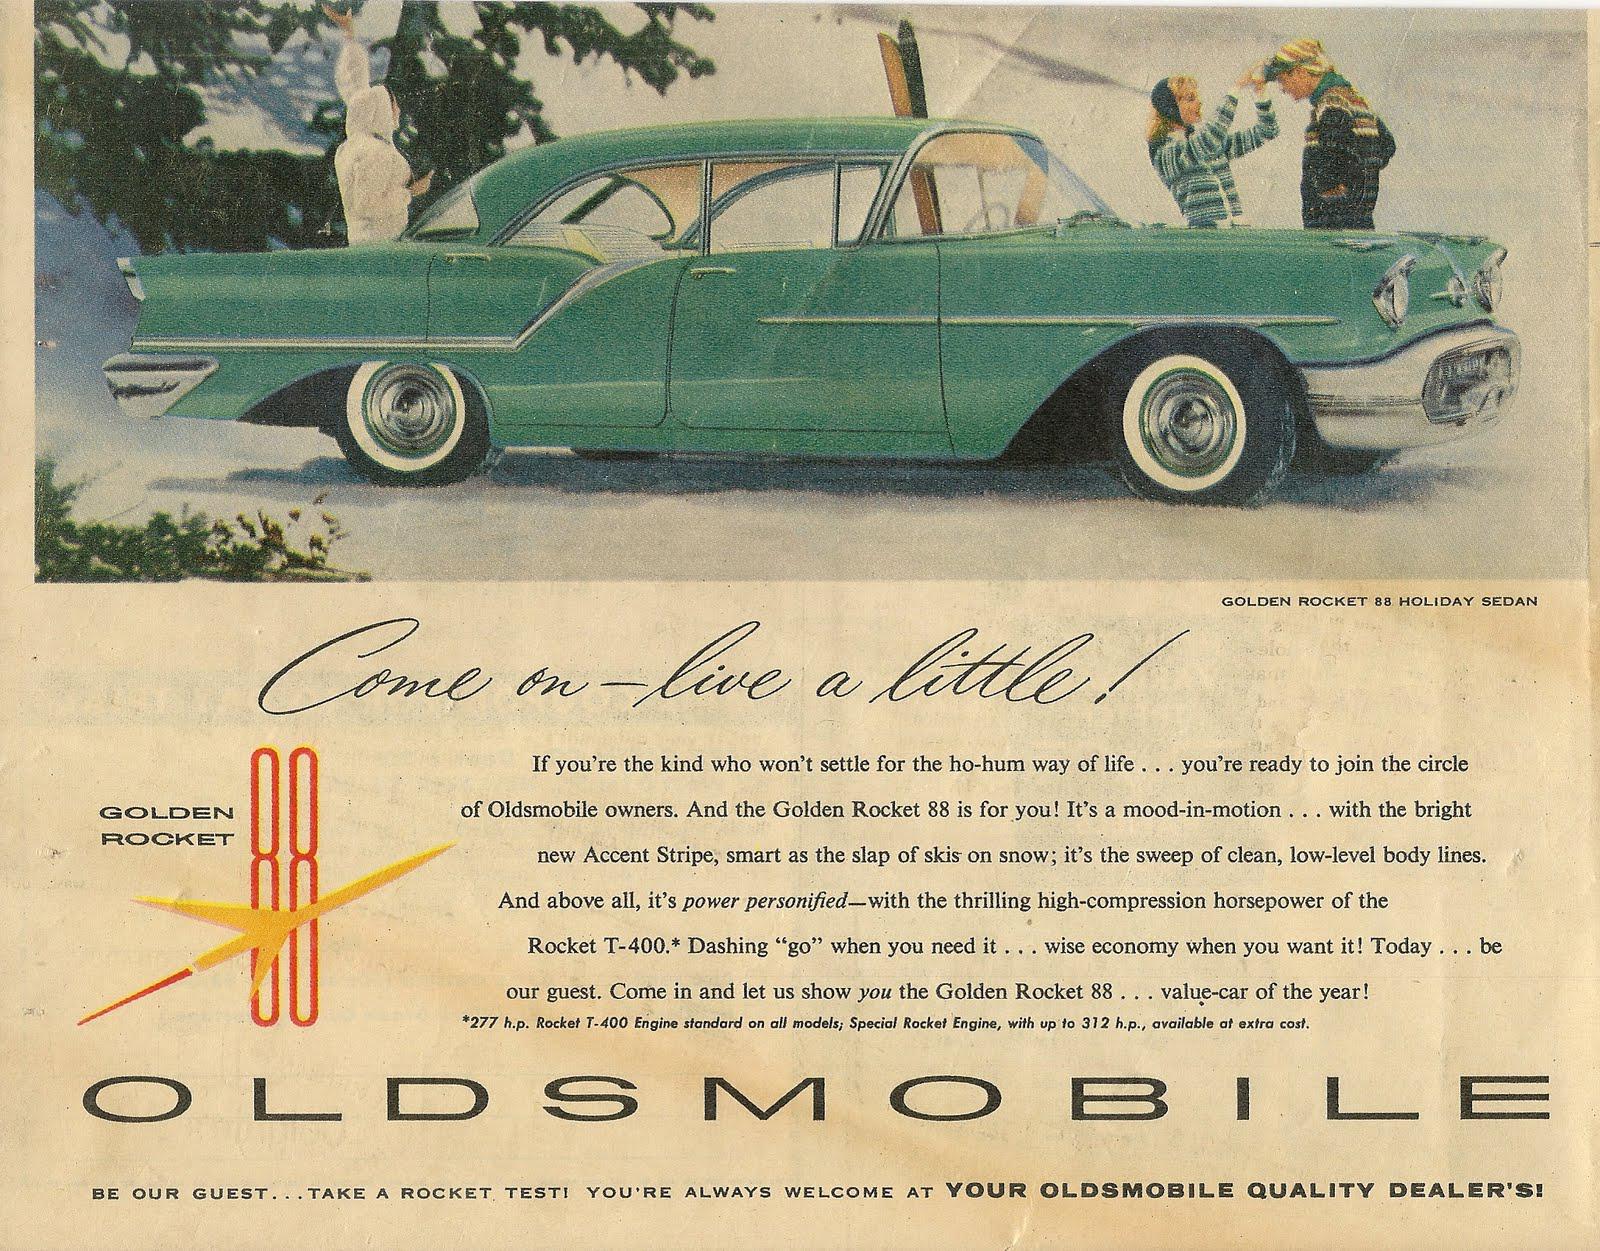 GOLDEN ROCKET 88 HOLIDAY SEDAN
Come on – live a little!
GOLDEN
ROCKET
88
If you're the kind who won't settle for the ho-hum way of life . . . you're ready to join the circle
of Oldsmobile owners. And the Golden Rocket 88 is for you! It's a mood-in-motion . . . with the bright
new Accent Stripe, smart as the slap of skis on snow; it's the sweep of clean, low-level body lines.
And above all, it's power personified—with the thrilling high-compression horsepower of the
Rocket T-400.* Dashing “go” when you need it . . . wise economy when you want it! Today . . . be
our guest. Come in and let us show you the Golden Rocket 88 . . . value-car of the year!
*277 h.p. Rocket T-400 Engine standard on all models; Special Rocket Engine, with up to 312 h.p., available at extra cost.
OLDSMOBILE
BE OUR GUEST...TAKE A ROCKET TEST! YOU'RE ALWAYS WELCOME AT YOUR OLDSMOBILE QUALITY DEALER'S!